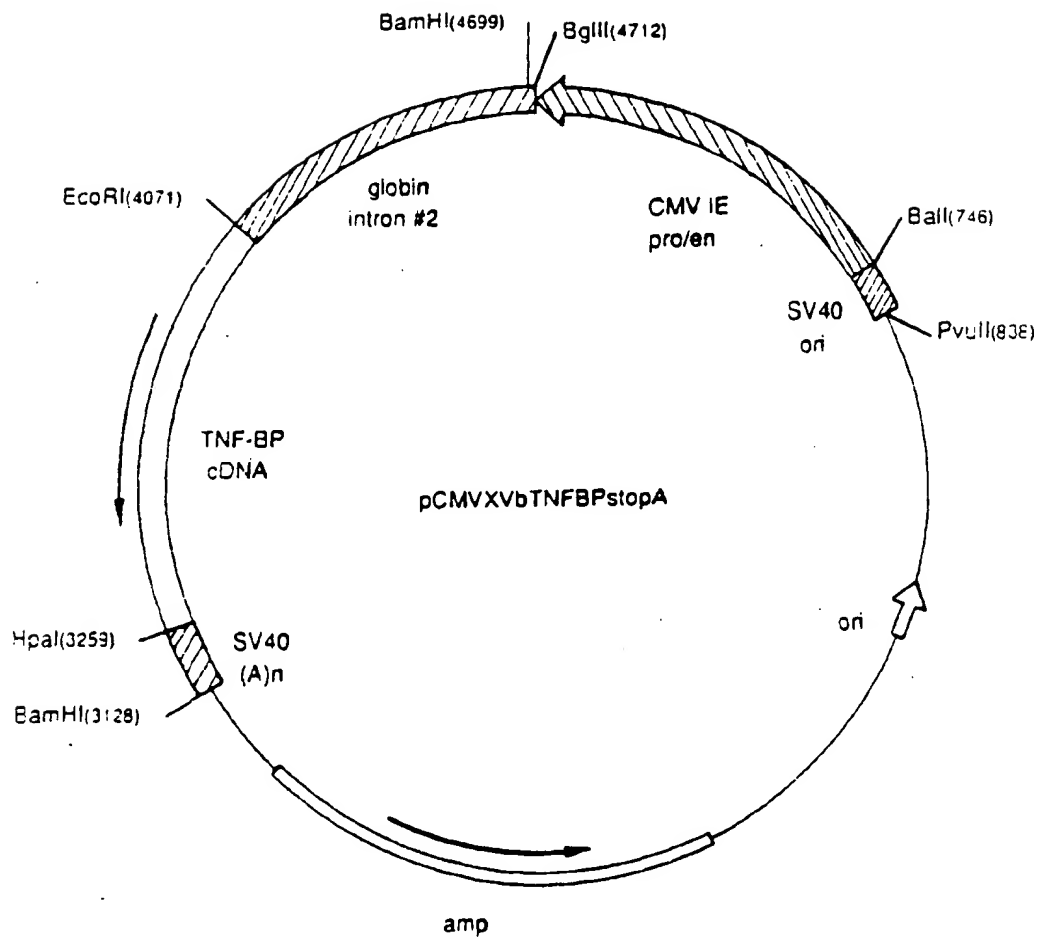 BamHI(4699)
BglII(4712)
EcoRI(4071)
globin
intron #2
CMV IE
pro/en
BalI(746)
SV40
ori
PvuII(838)
TNF-BP
cDNA
pCMVXVbTNFBPstopA
ori
HpaI(3259)
SV40
(A)n
BamHI(3128)
amp